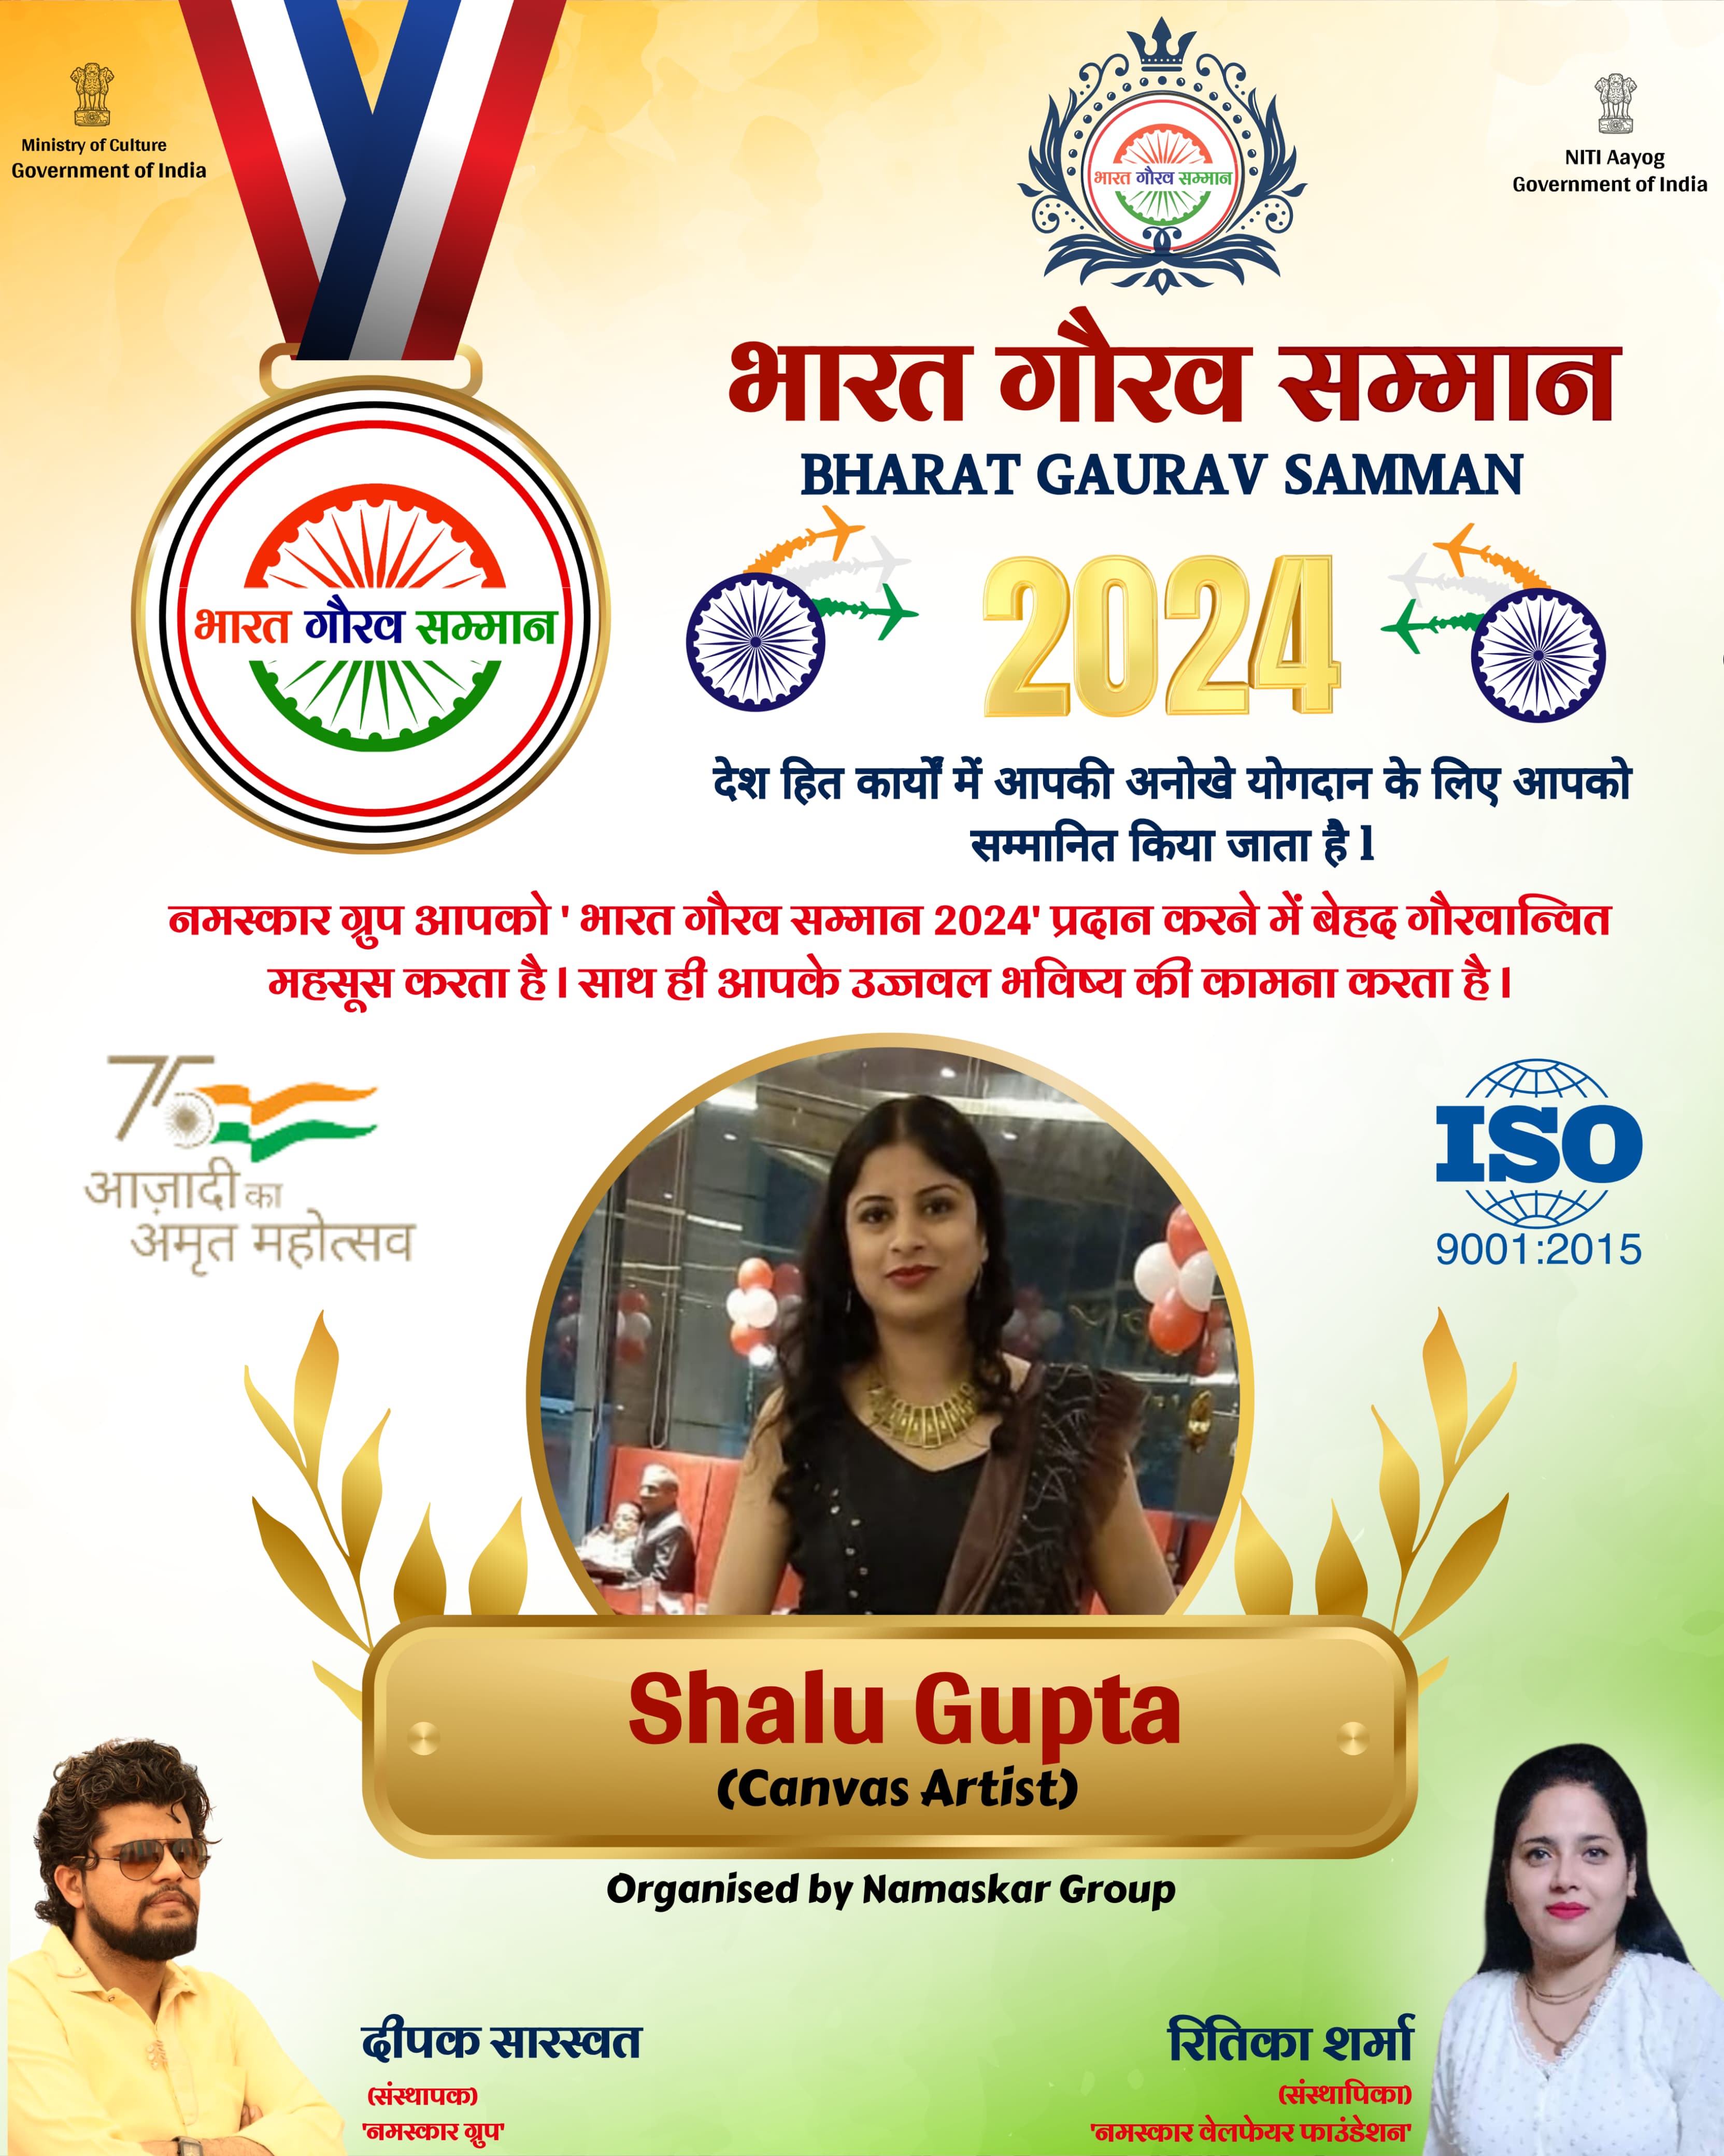 Ministry of Culture
Government of India
NITI Aayog
Government of India
भारत गौरव सम्मान
भारत गौरव सम्मान
भारत गौरव सम्मान
BHARAT GAURAV SAMMAN
2024
देश हित कार्यों में आपकी अनोखे योगदान के लिए आपको
सम्मानित किया जाता है l
नमस्कार ग्रुप आपको ' भारत गौरव सम्मान 2024' प्रदान करने में बेहद गौरवान्वित
महसूस करता है । साथ ही आपके उज्जवल भविष्य की कामना करता है ।
75
आज़ादी का
अमृत महोत्सव
ISO
9001:2015
Shalu Gupta
(Canvas Artist)
Organised by Namaskar Group
दीपक सारस्वत
(संस्थापक)
'नमस्कार ग्रुप'
रितिका शर्मा
(संस्थापिका)
'नमस्कार वेलफेयर फाउंडेशन'